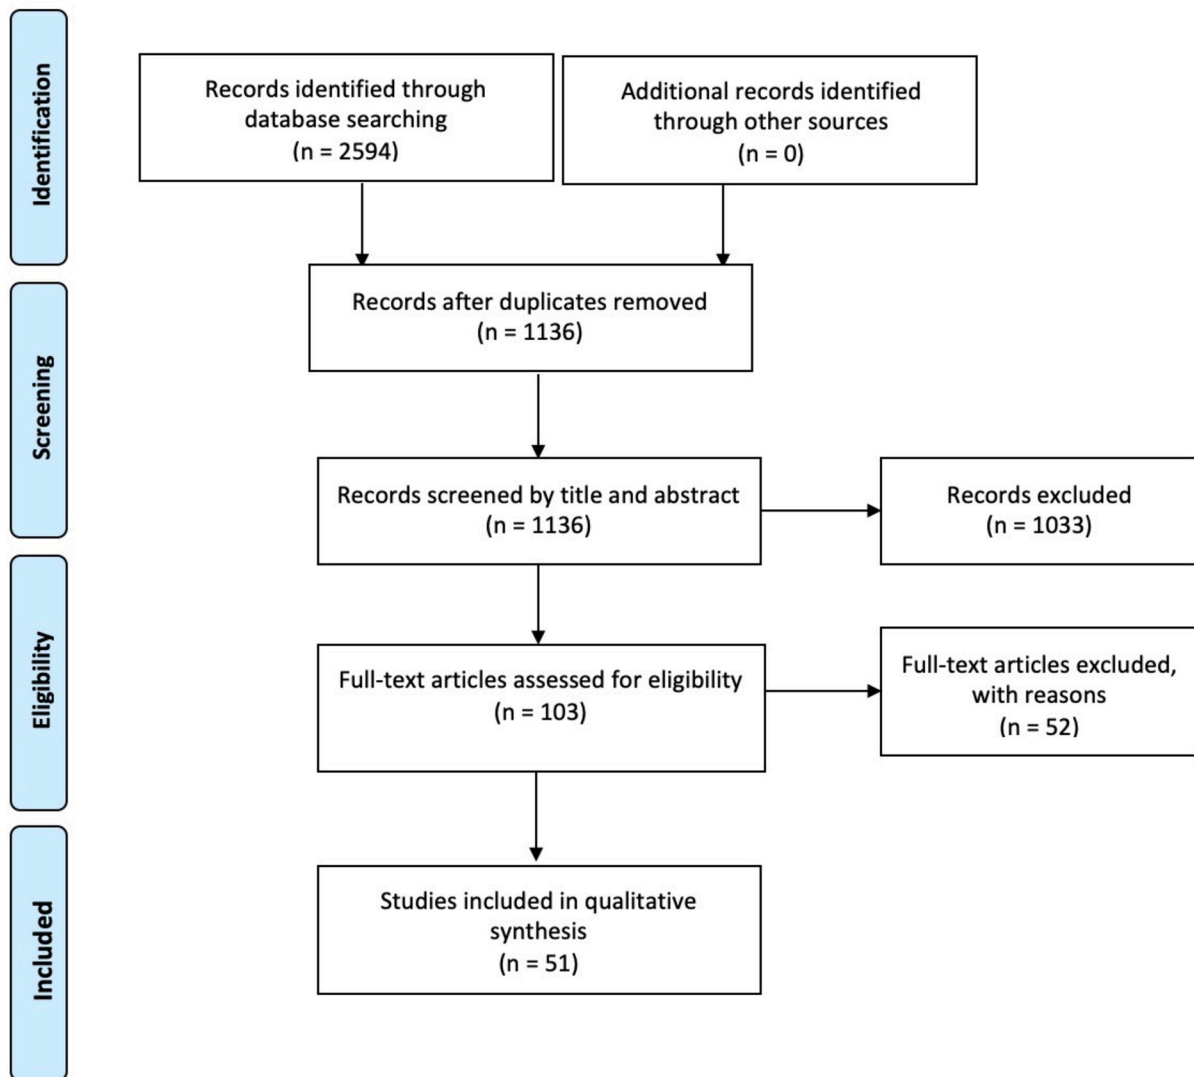 Identification
Records identified through
database searching
(n = 2594)
Additional records identified
through other sources
(n = 0)
Records after duplicates removed
(n = 1136)
Screening
Records screened by title and abstract
(n = 1136)
Records excluded
(n = 1033)
Eligibility
Full-text articles assessed for eligibility
(n = 103)
Full-text articles excluded,
with reasons
(n = 52)
Included
Studies included in qualitative
synthesis
(n = 51)